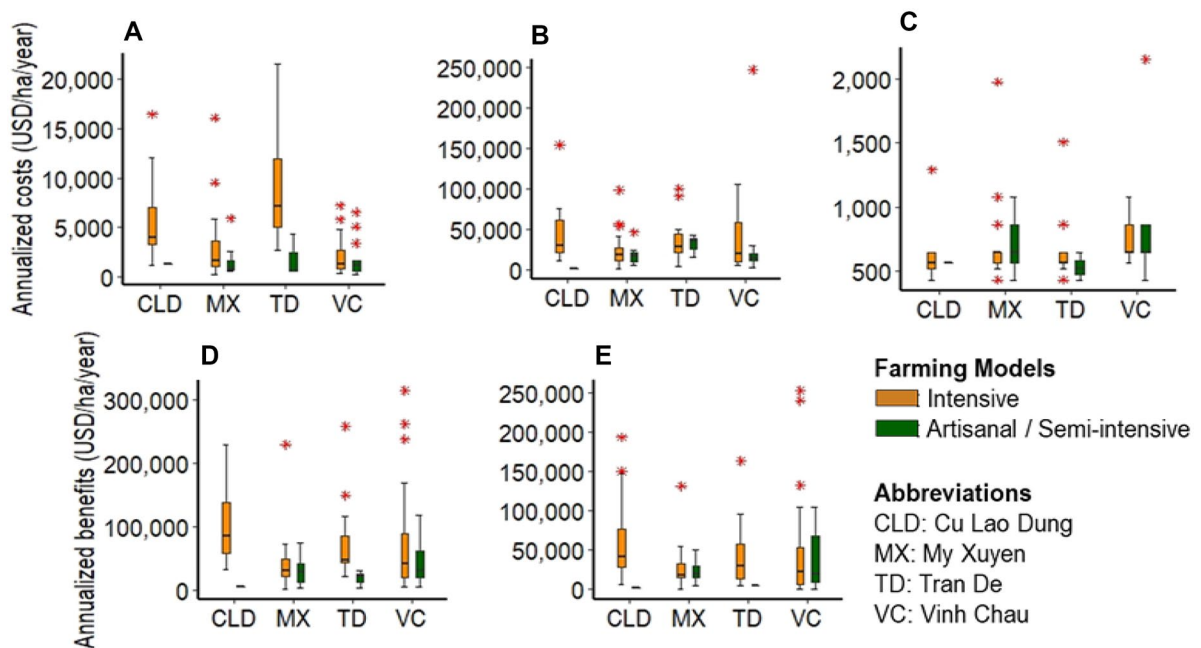 A
B
C
Annualized costs (USD/ha/year)
20,000
15,000
10,000
5,000
0
CLD MX TD VC
250,000
200,000
150,000
100,000
50,000
0
CLD MX TD VC
2,000
1,500
1,000
500
CLD MX TD VC
D
E
Annualized benefits (USD/ha/year)
300,000
200,000
100,000
0
CLD MX TD VC
250,000
200,000
150,000
100,000
50,000
0
CLD MX TD VC
Farming Models
Intensive
Artisanal / Semi-intensive
Abbreviations
CLD: Cu Lao Dung
MX: My Xuyen
TD: Tran De
VC: Vinh Chau